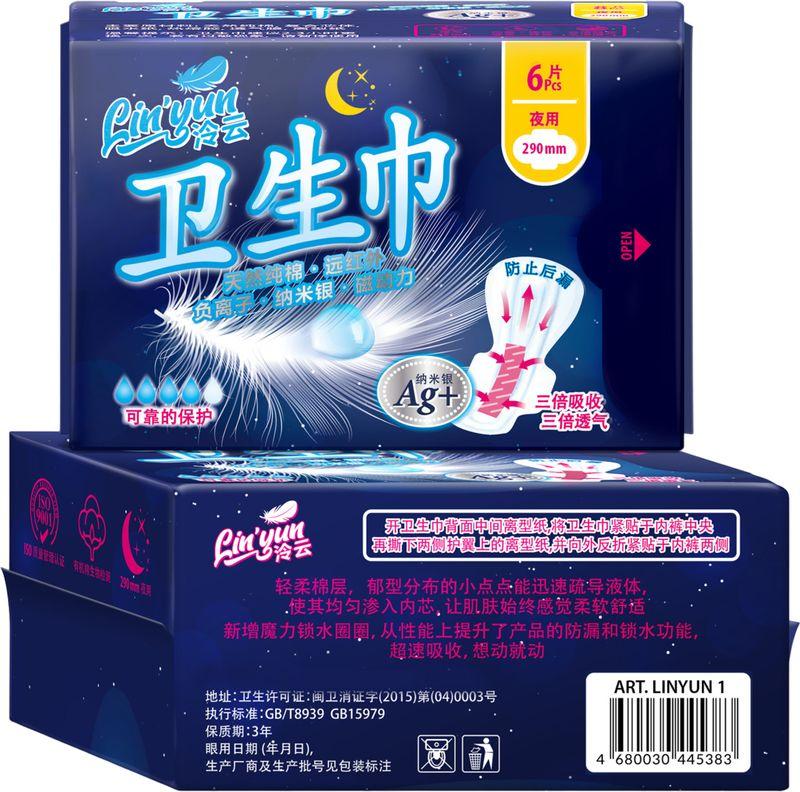 Lin'yun
泠云
卫生巾
天然纯棉·远红外
负离子·纳米银·磁动力
6片
Pcs
夜用
290mm
OPEN
防止后漏
纳米银
Ag+
三倍吸收
三倍透气
可靠的保护
ISO
9001
ISO 质量管理认证
有机纯生物检测
290mm 夜用
Lin'yun
泠云
开卫生巾背面中间离型纸,将卫生巾紧贴于内裤中央
再撕下两侧护翼上的离型纸,并向外反折紧贴于内裤两侧
轻柔棉层，郁型分布的小点点能迅速疏导液体,
使其均匀渗入内芯, 让肌肤始终感觉柔软舒适
新增魔力锁水圈圈, 从性能上提升了产品的防漏和锁水功能,
超速吸收, 想动就动
地址: 卫生许可证: 闽卫消证字(2015)第(04)0003号
执行标准: GB/T8939 GB15979
保质期: 3年
眼用日期 (年月日),
生产厂商及生产批号见包装标注
ART. LINYUN 1
4 680030 445383